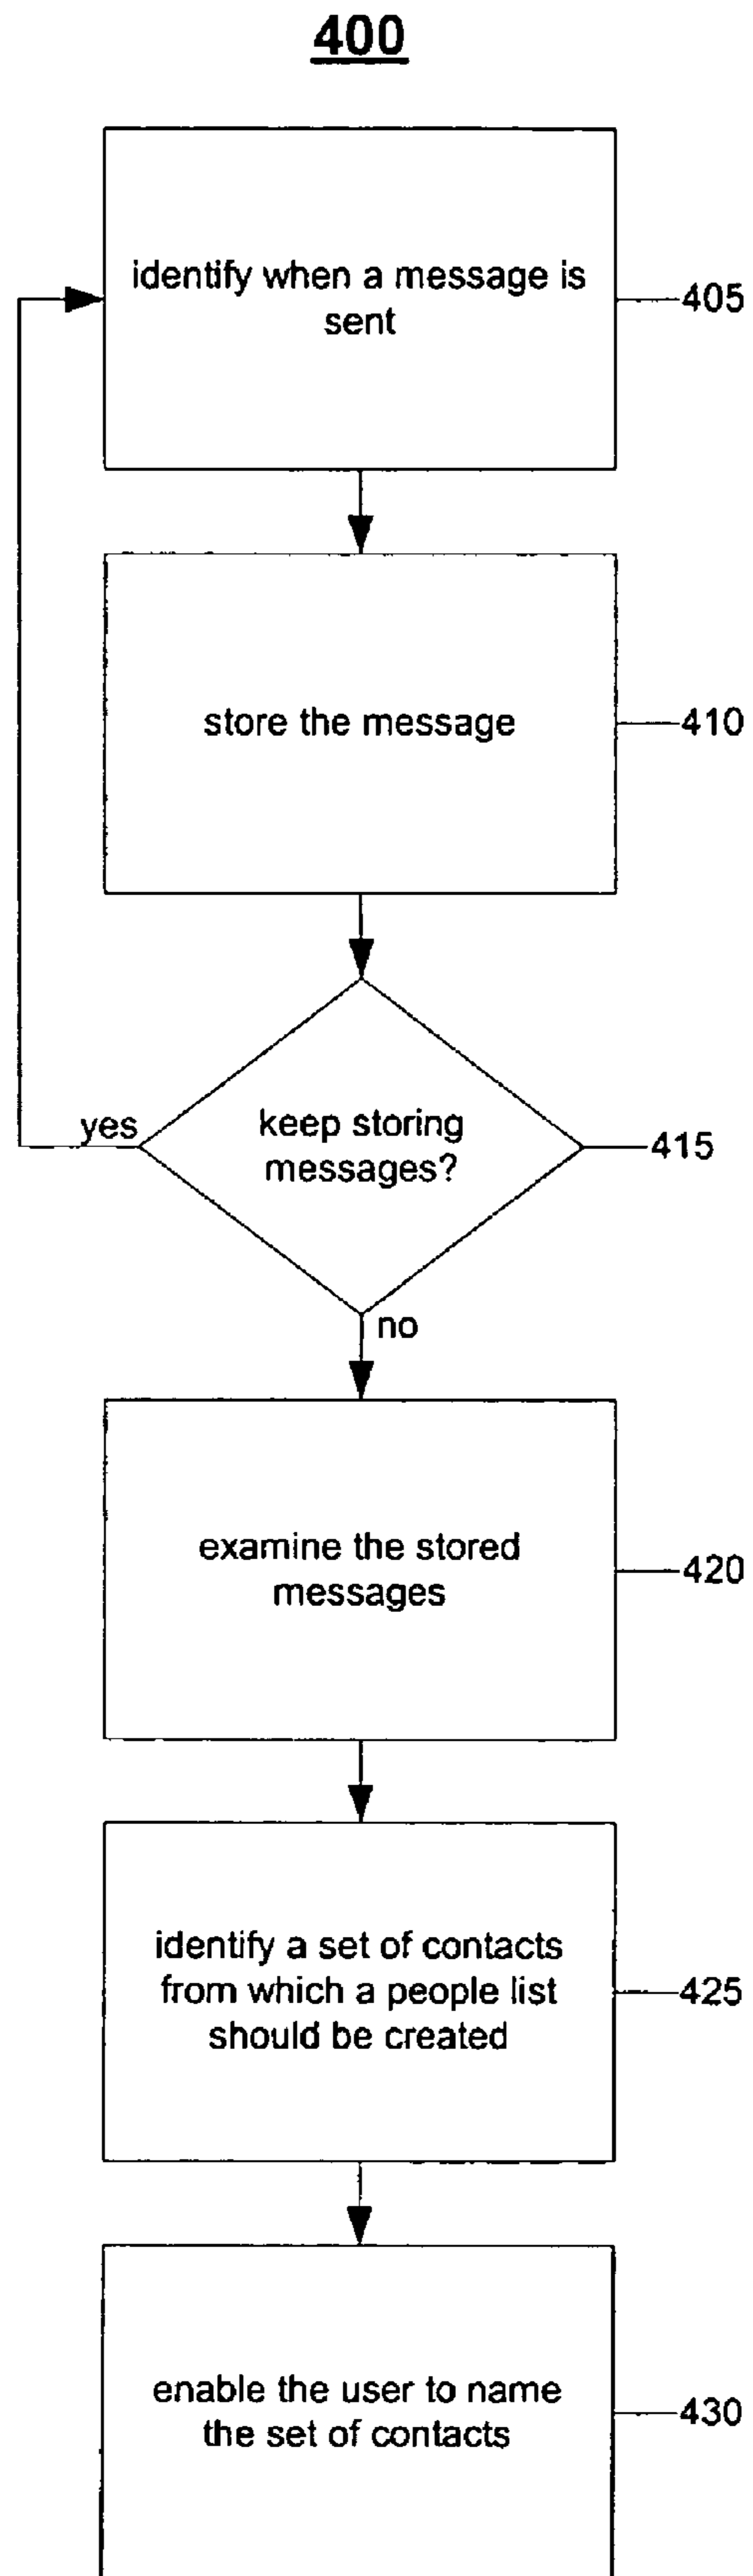 400
identify when a message is
sent
405
store the message
410
yes
keep storing
messages?
415
no
examine the stored
messages
420
identify a set of contacts
from which a people list
should be created
425
enable the user to name
the set of contacts
430